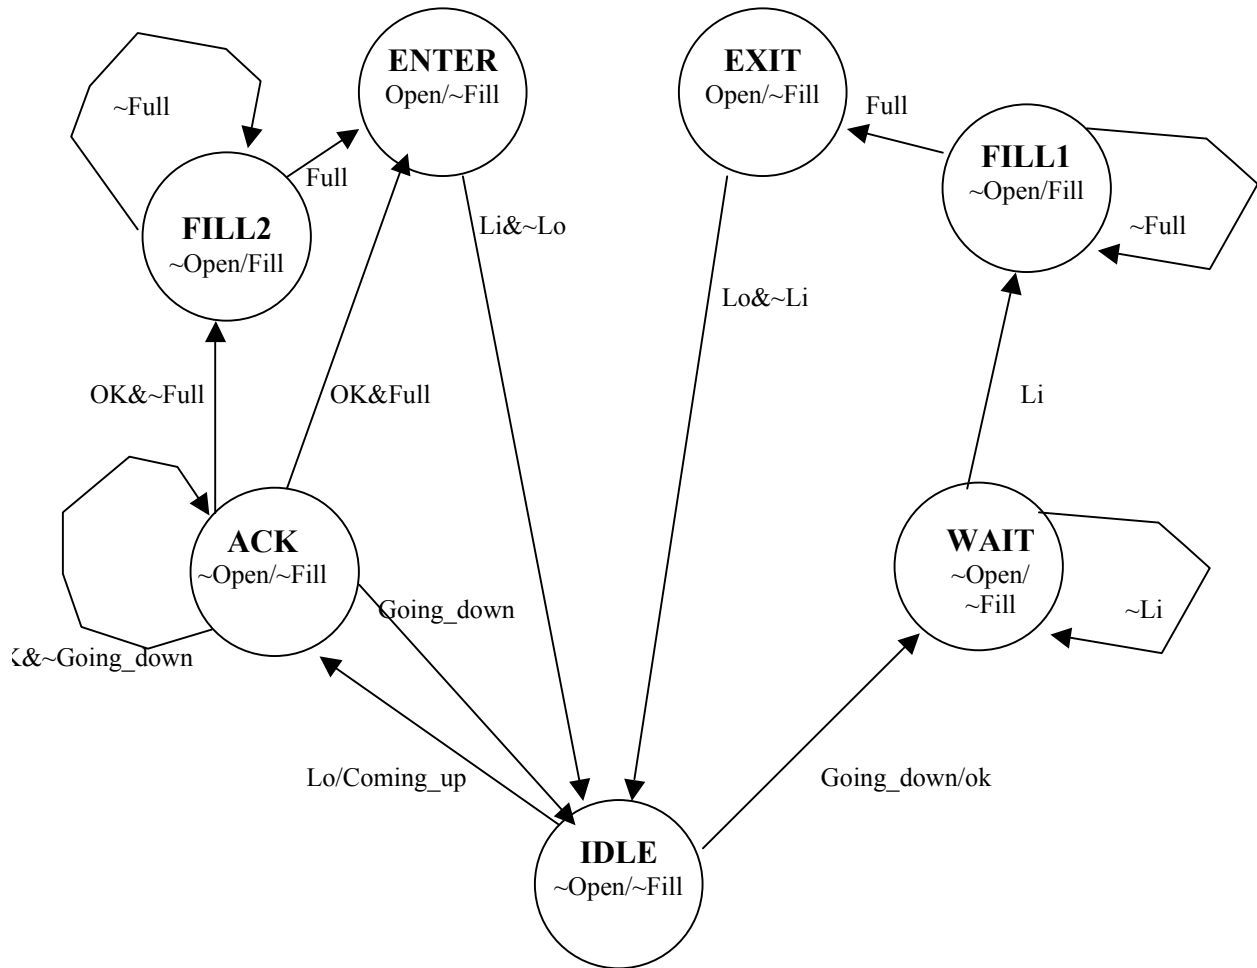 ENTER
Open/~Fill
EXIT
Open/~Fill
~Full
Full
FILL1
~Open/Fill
Full
FILL2
~Open/Fill
Li&~Lo
~Full
Lo&~Li
OK&~Full
OK&Full
Li
ACK
~Open/~Fill
WAIT
~Open/
~Fill
Going_down
~Li
&~Going_down
Lo/Coming_up
Going_down/ok
IDLE
~Open/~Fill